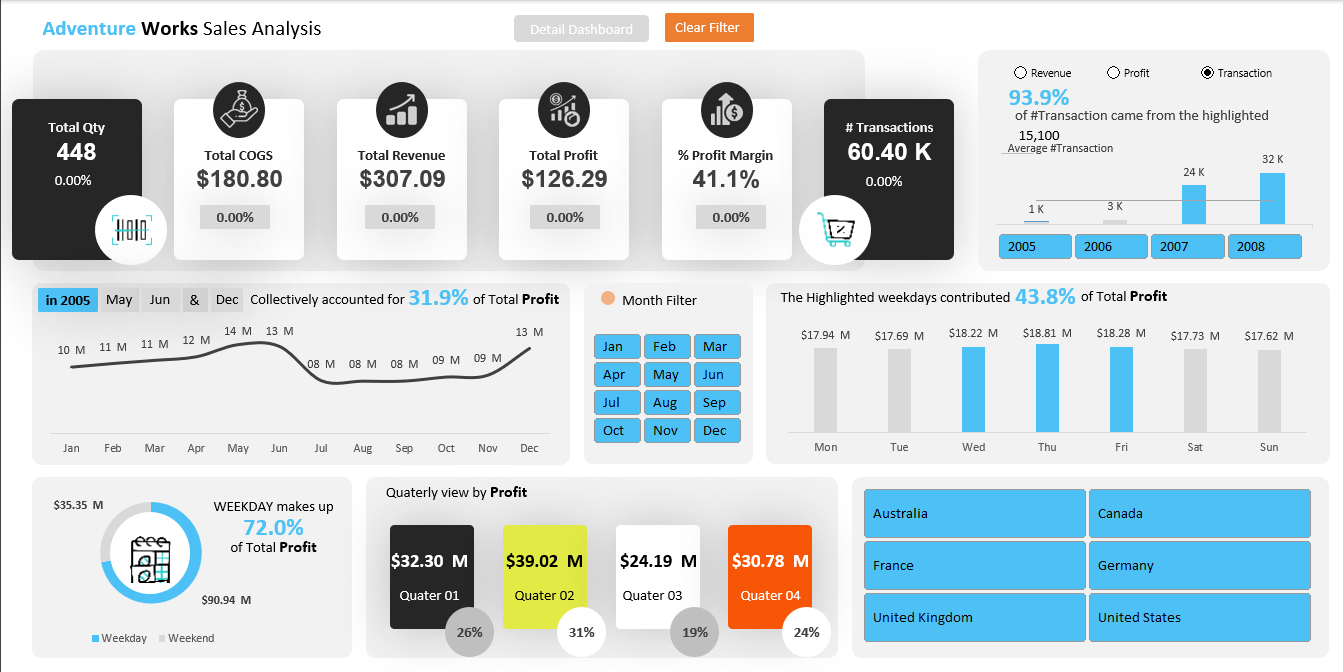 Adventure Works Sales Analysis
Detail Dashboard
Clear Filter
Total Qty
448
0.00%
Total COGS
$180.80
0.00%
Total Revenue
$307.09
0.00%
Total Profit
$126.29
0.00%
% Profit Margin
41.1%
0.00%
# Transactions
60.40 K
0.00%
Revenue
Profit
Transaction
93.9%
of #Transaction came from the highlighted
15,100
Average #Transaction
1 K
3 K
24 K
32 K
2005
2006
2007
2008
in 2005 May Jun & Dec Collectively accounted for 31.9% of Total Profit
10 M
11 M
11 M
12 M
14 M
13 M
08 M
08 M
08 M
09 M
09 M
13 M
Jan
Feb
Mar
Apr
May
Jun
Jul
Aug
Sep
Oct
Nov
Dec
Month Filter
Jan
Feb
Mar
Apr
May
Jun
Jul
Aug
Sep
Oct
Nov
Dec
The Highlighted weekdays contributed 43.8% of Total Profit
$17.94 M
$17.69 M
$18.22 M
$18.81 M
$18.28 M
$17.73 M
$17.62 M
Mon
Tue
Wed
Thu
Fri
Sat
Sun
$35.35 M
$90.94 M
WEEKDAY makes up
72.0%
of Total Profit
Weekday
Weekend
Quaterly view by Profit
$32.30 M
Quater 01
26%
$39.02 M
Quater 02
31%
$24.19 M
Quater 03
19%
$30.78 M
Quater 04
24%
Australia
Canada
France
Germany
United Kingdom
United States